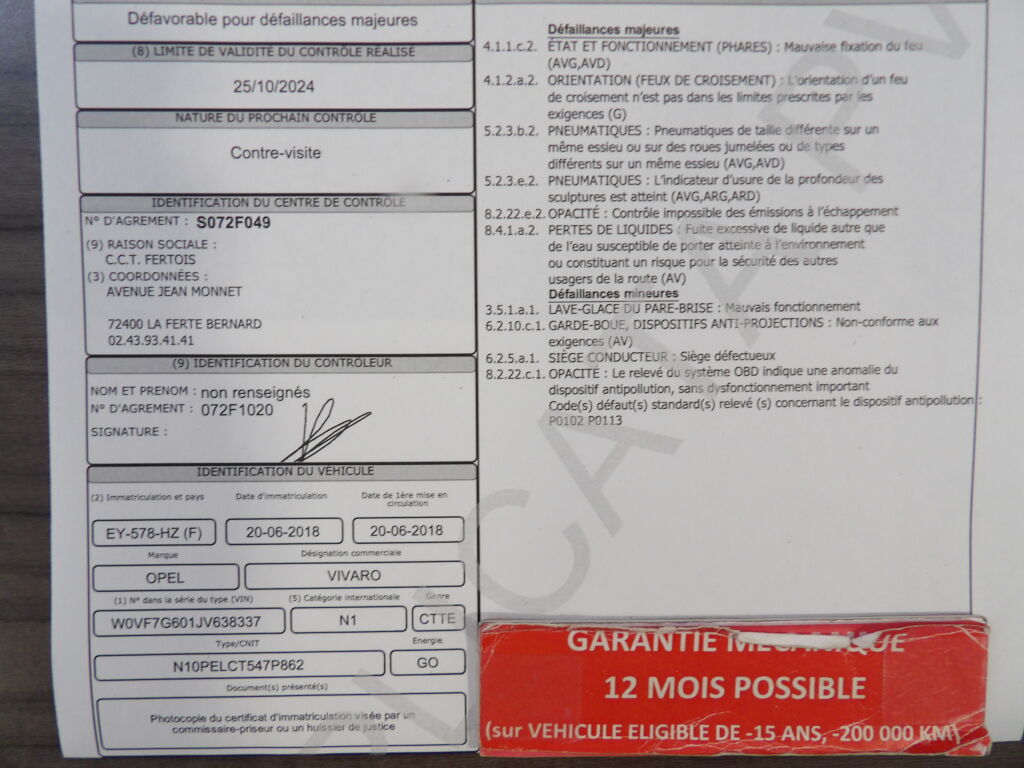 Défavorable pour défaillances majeures
(8) LIMITE DE VALIDITÉ DU CONTRÔLE RÉALISÉ
25/10/2024
NATURE DU PROCHAIN CONTRÔLE
Contre-visite
IDENTIFICATION DU CENTRE DE CONTRÔLE
N° D'AGREMENT : S072F049
(9) RAISON SOCIALE :
C.C.T. FERTOIS
(3) COORDONNÉES :
AVENUE JEAN MONNET
72400 LA FERTE BERNARD
02.43.93.41.41
(9) IDENTIFICATION DU CONTRÔLEUR
NOM ET PRENOM : non renseignés
N° D'AGREMENT : 072F1020
SIGNATURE :
IDENTIFICATION DU VÉHICULE
(2) Immatriculation et pays
Date d'immatriculation
Date de 1ère mise en
circulation
EY-578-HZ (F)
20-06-2018
20-06-2018
Marque
Désignation commerciale
OPEL
VIVARO
(1) N° dans la série du type (VIN)
(5) Catégorie internationale
Genre
W0VF7G601JV638337
N1
CTTE
Type/CNIT
Energie
N10PELCT547P862
GO
Document(s) présenté(s)
Photocopie du certificat d'immatriculation visée par un
commissaire-priseur ou un huissier de justice
Défaillances majeures
4.1.1.c.2. ÉTAT ET FONCTIONNEMENT (PHARES) : Mauvaise fixation du feu
(AVG,AVD)
4.1.2.a.2. ORIENTATION (FEUX DE CROISEMENT) : L'orientation d'un feu
de croisement n'est pas dans les limites prescrites par les
exigences (G)
5.2.3.b.2. PNEUMATIQUES : Pneumatiques de taille différente sur un
même essieu ou sur des roues jumelées ou de types
différents sur un même essieu (AVG,AVD)
5.2.3.e.2. PNEUMATIQUES : L'indicateur d'usure de la profondeur des
sculptures est atteint (AVG,ARG,ARD)
8.2.22.e.2. OPACITÉ : Contrôle impossible des émissions à l'échappement
8.4.1.a.2. PERTES DE LIQUIDES : Fuite excessive de liquide autre que
de l'eau susceptible de porter atteinte à l'environnement
ou constituant un risque pour la sécurité des autres
usagers de la route (AV)
Défaillances mineures
3.5.1.a.1. LAVE-GLACE DU PARE-BRISE : Mauvais fonctionnement
6.2.10.c.1. GARDE-BOUE, DISPOSITIFS ANTI-PROJECTIONS : Non-conforme aux
exigences (AV)
6.2.5.a.1. SIÈGE CONDUCTEUR : Siège défectueux
8.2.22.c.1. OPACITÉ : Le relevé du système OBD indique une anomalie du
dispositif antipollution, sans dysfonctionnement important
Code(s) défaut(s) standard(s) relevé (s) concernant le dispositif antipollution :
P0102 P0113
GARANTIE MECANIQUE
12 MOIS POSSIBLE
(sur VEHICULE ELIGIBLE DE -15 ANS, -200 000 KM)